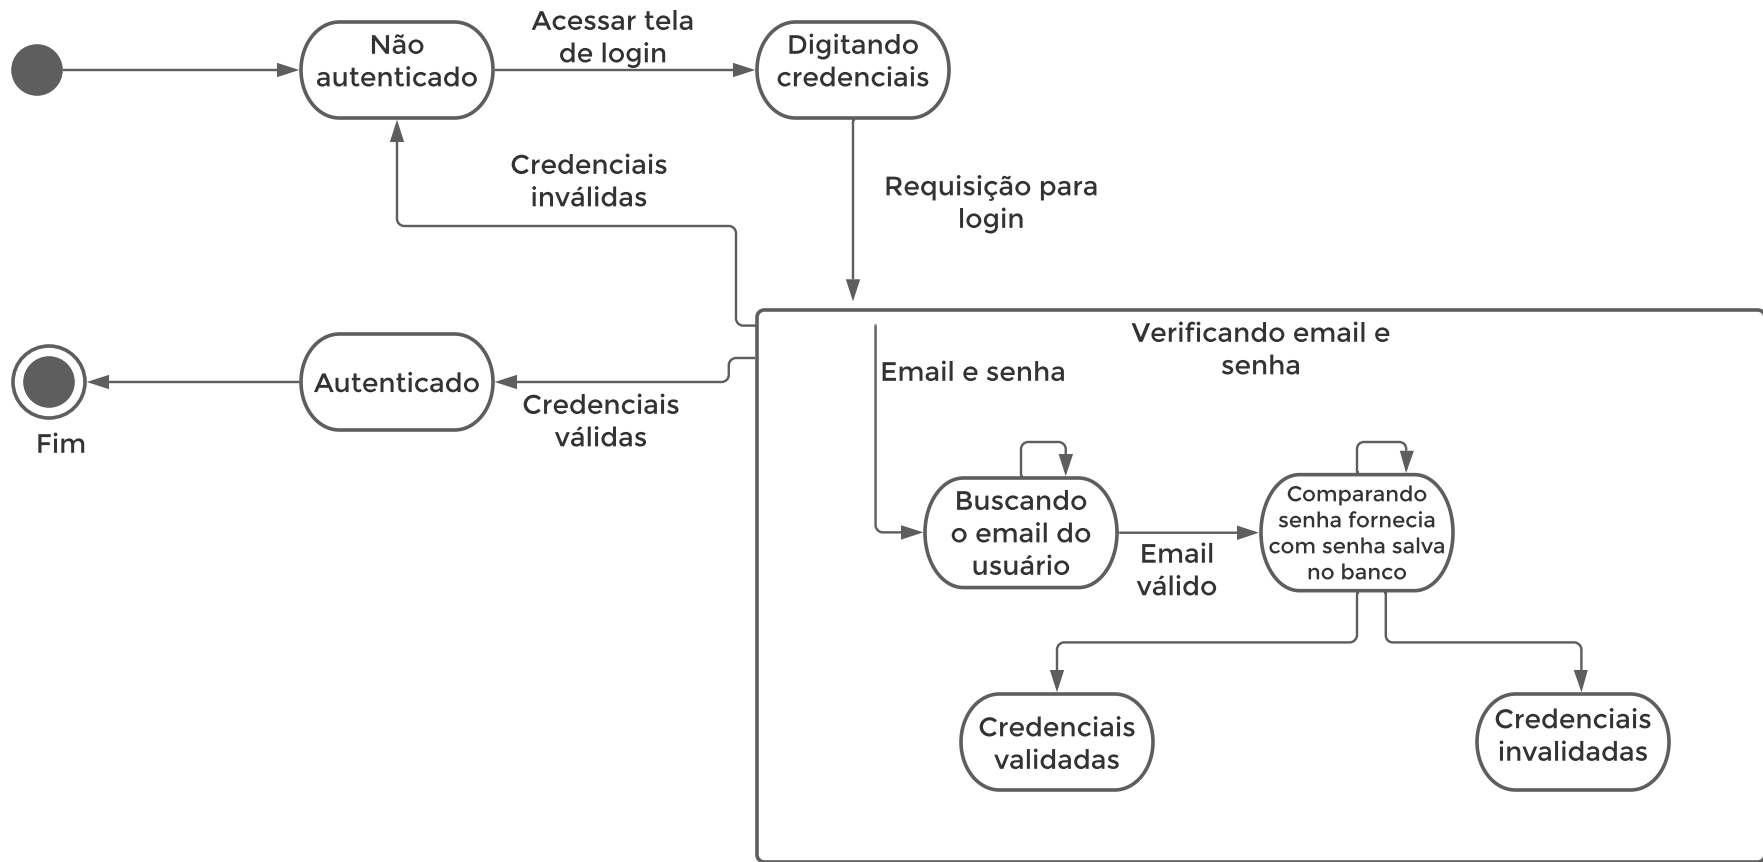 Não
autenticado
Acessar tela
de login
Digitando
credenciais
Credenciais
inválidas
Requisição para
login
Verificando email e
senha
Email e senha
Autenticado
Credenciais
válidas
Fim
Buscando
o email do
usuário
Email
válido
Comparando
senha fornecia
com senha salva
no banco
Credenciais
validadas
Credenciais
invalidadas